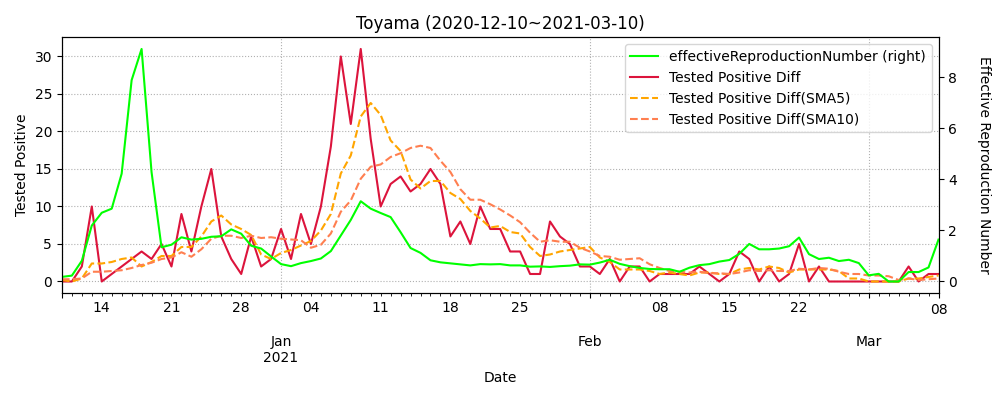 Toyama (2020-12-10~2021-03-10)
effectiveReproductionNumber (right)
Tested Positive Diff
Tested Positive Diff(SMA5)
Tested Positive Diff(SMA10)
Tested Positive
30
25
20
15
10
5
0
8
6
4
2
0
Effective Reproduction Number
14 21 28 04 11 18 25 08 15 22 08
Jan Feb Mar
2021
Date